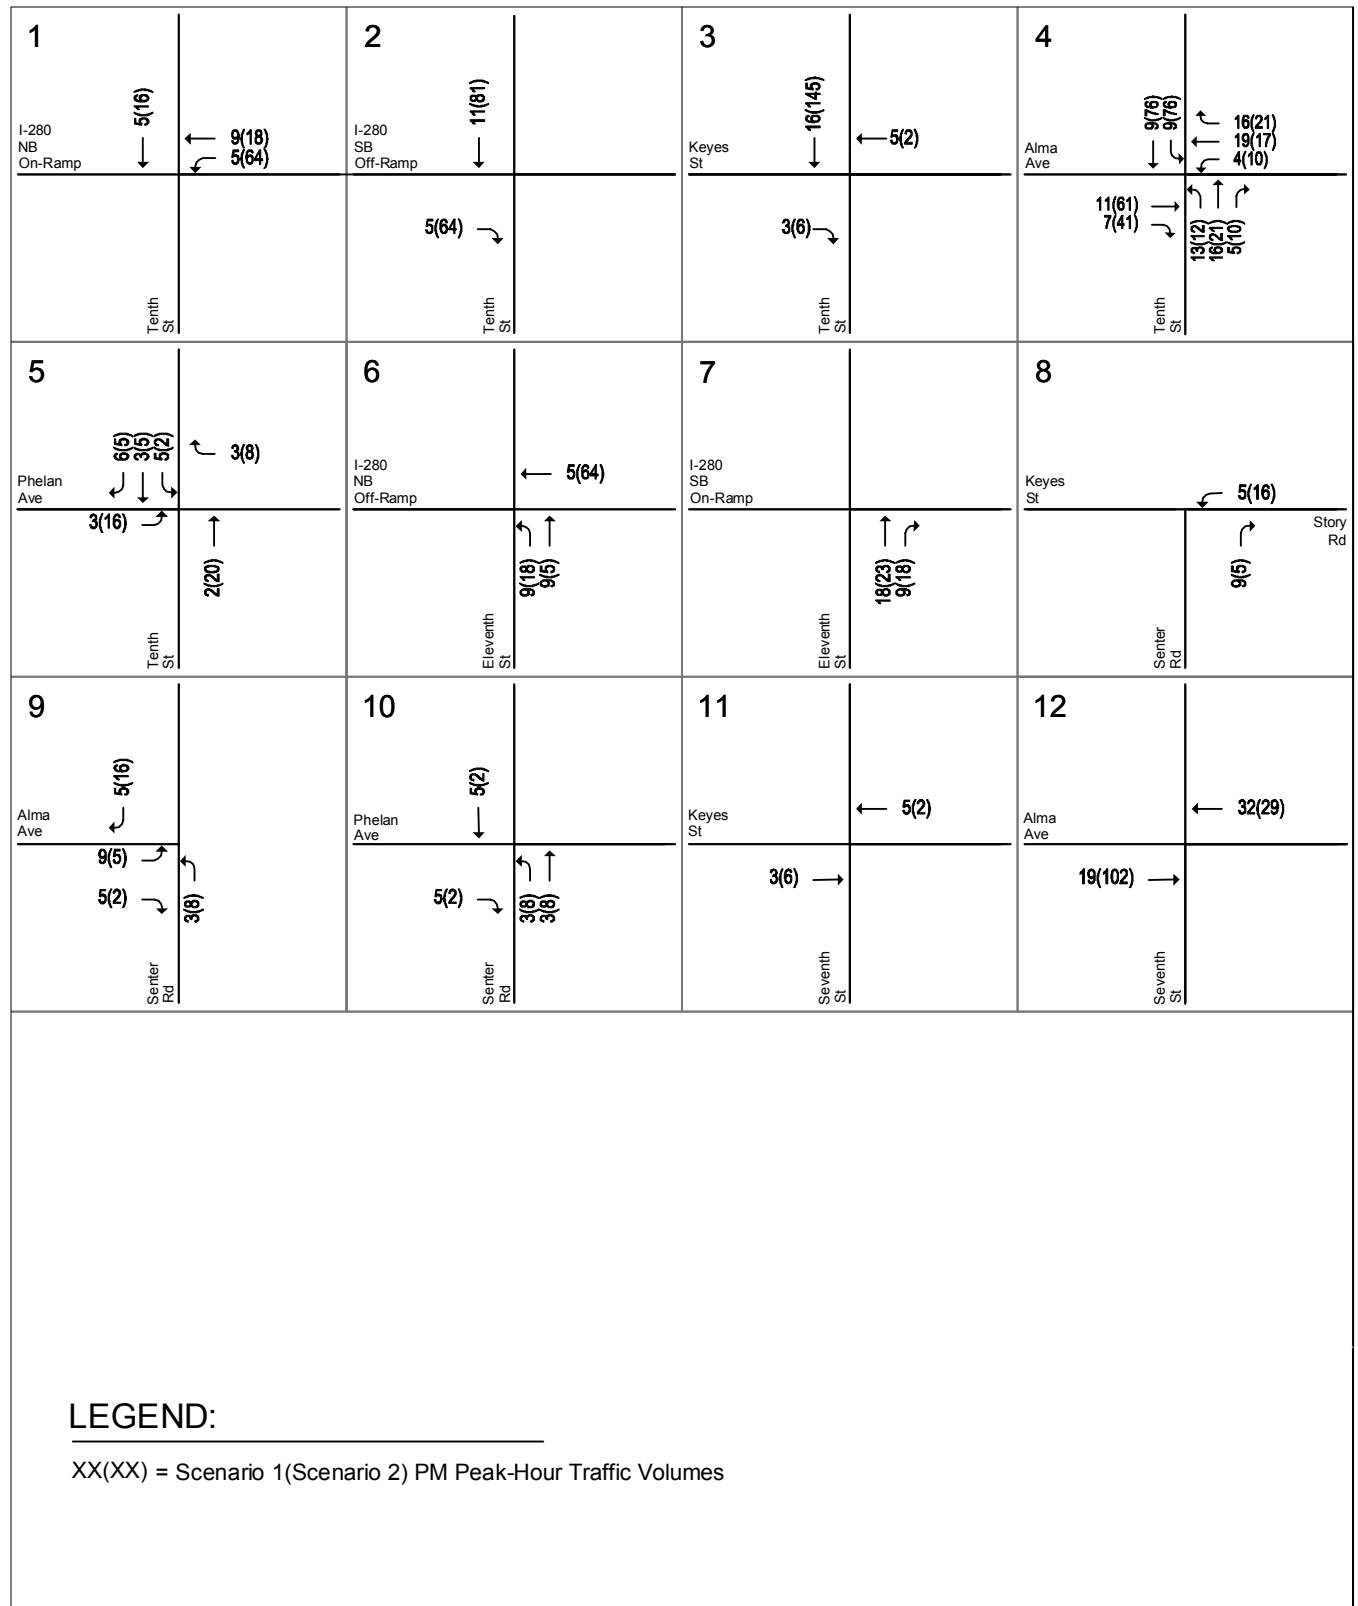 1
5(16)
I-280
NB
On-Ramp
9(18)
5(64)
Tenth
St
2
11(81)
I-280
SB
Off-Ramp
5(64)
Tenth
St
3
16(145)
Keyes
St
5(2)
3(6)
Tenth
St
4
9(76)
9(76)
16(21)
19(17)
4(10)
Alma
Ave
11(61)
7(41)
13(12)
16(21)
5(10)
Tenth
St
5
6(5)
3(5)
5(2)
3(8)
Phelan
Ave
3(16)
2(20)
Tenth
St
6
I-280
NB
Off-Ramp
5(64)
9(18)
9(5)
Eleventh
St
7
I-280
SB
On-Ramp
18(23)
9(18)
Eleventh
St
8
Keyes
St
5(16)
Story
Rd
9(5)
Senter
Rd
9
5(16)
Alma
Ave
9(5)
5(2)
3(8)
Senter
Rd
10
5(2)
Phelan
Ave
5(2)
3(8)
3(8)
Senter
Rd
11
Keyes
St
5(2)
3(6)
Seventh
St
12
Alma
Ave
32(29)
19(102)
Seventh
St
LEGEND:
XX(XX) = Scenario 1(Scenario 2) PM Peak-Hour Traffic Volumes